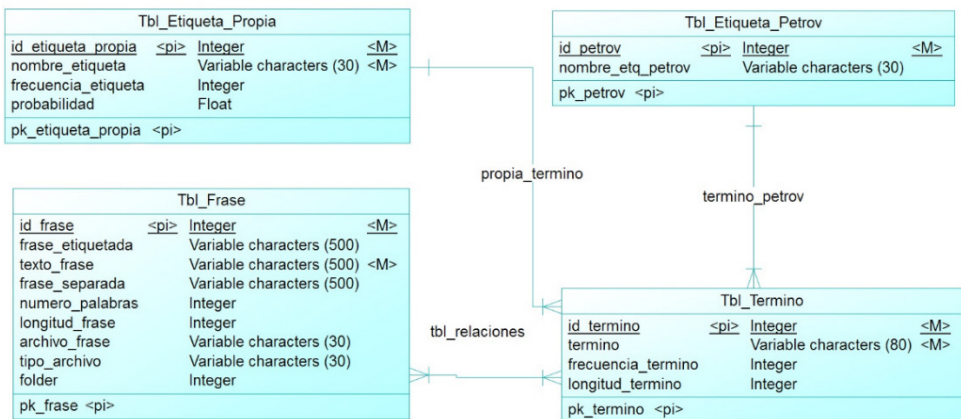 Tbl_Etiqueta_Propia
id_etiqueta_propia <pi> Integer <M>
nombre_etiqueta Variable characters (30) <M>
frecuencia_etiqueta Integer
probabilidad Float
pk_etiqueta_propia <pi>
Tbl_Etiqueta_Petrov
id_petrov <pi> Integer <M>
nombre_etq_petrov Variable characters (30)
pk_petrov <pi>
propia_termino
termino_petrov
Tbl_Frase
id_frase <pi> Integer <M>
frase_etiquetada Variable characters (500)
texto_frase Variable characters (500) <M>
frase_separada Variable characters (500)
numero_palabras Integer
longitud_frase Integer
archivo_frase Variable characters (30)
tipo_archivo Variable characters (30)
folder Integer
pk_frase <pi>
tbl_relaciones
Tbl_Termino
id_termino <pi> Integer <M>
termino Variable characters (80) <M>
frecuencia_termino Integer
longitud_termino Integer
pk_termino <pi>